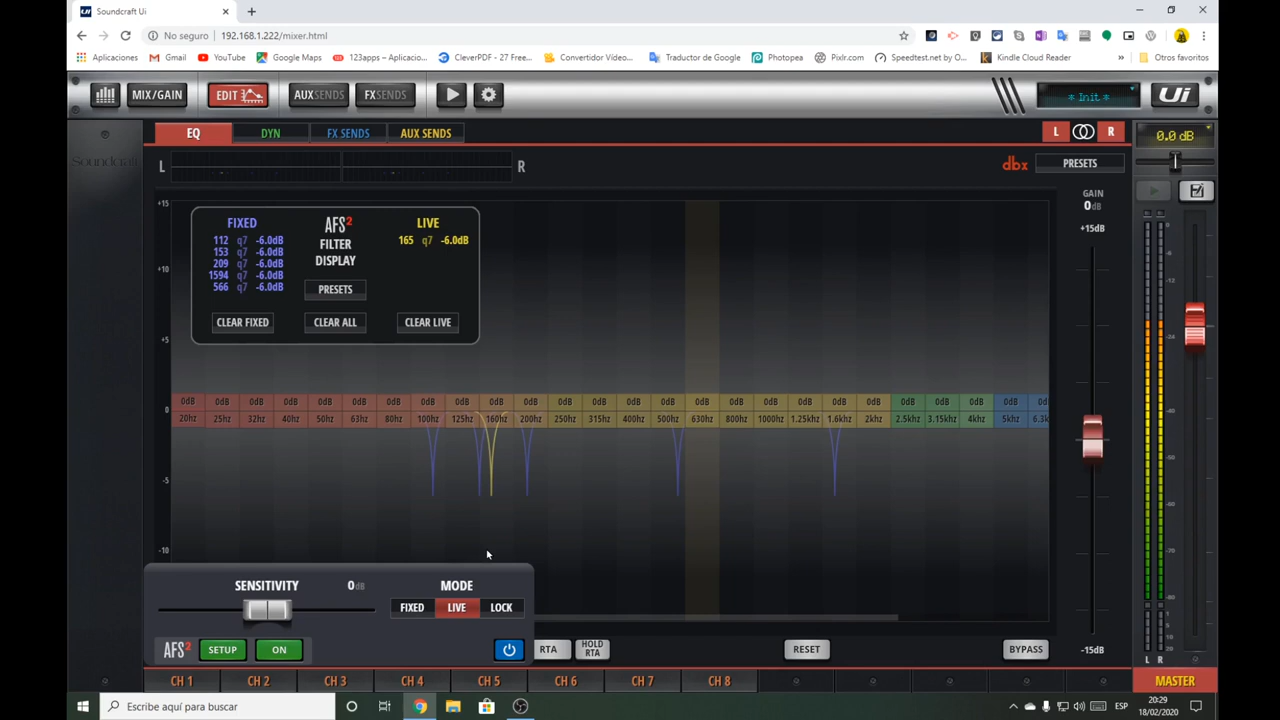 Soundcraft Ui
No seguro
192.168.1.222/mixer.html
Aplicaciones
Gmail
YouTube
Google Maps
123apps – Aplicacio...
CleverPDF - 27 Free...
Convertidor Vídeo...
Traductor de Google
Photopea
Pixlr.com
Speedtest.net by O...
Kindle Cloud Reader
»
Otros favoritos
MIX/GAIN
EDIT
AUXSENDS
FXSENDS
* Init *
Ui
EQ
DYN
FX SENDS
AUX SENDS
L
R
0.0 dB
Soundcraft
L
R
dbx
PRESETS
GAIN
0dB
+15dB
+15
+10
+5
0
-5
-10
FIXED
112 q7 -6.0dB
153 q7 -6.0dB
209 q7 -6.0dB
1594 q7 -6.0dB
566 q7 -6.0dB
AFS²
FILTER
DISPLAY
PRESETS
LIVE
165 q7 -6.0dB
CLEAR FIXED
CLEAR ALL
CLEAR LIVE
0dB 0dB 0dB 0dB 0dB 0dB 0dB 0dB 0dB 0dB 0dB 0dB 0dB 0dB 0dB 0dB 0dB 0dB 0dB 0dB 0dB 0dB 0dB 0dB 0dB 0d
20hz 25hz 32hz 40hz 50hz 63hz 80hz 100hz 125hz 160hz 200hz 250hz 315hz 400hz 500hz 630hz 800hz 1000hz 1.25khz 1.6khz 2khz 2.5khz 3.15khz 4khz 5khz 6.3k
SENSITIVITY
0dB
MODE
FIXED
LIVE
LOCK
AFS²
SETUP
ON
RTA
HOLD
RTA
RESET
BYPASS
-15dB
L R
CH 1
CH 2
CH 3
CH 4
CH 5
CH 6
CH 7
CH 8
MASTER
Escribe aquí para buscar
ESP
20:29
18/02/2020